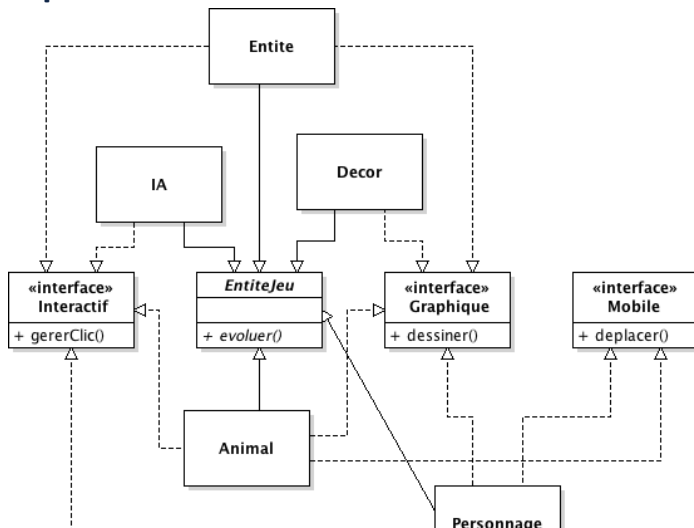 Entite
IA
Decor
«interface»
Interactif
+ gererClic()
EntiteJeu
+ evoluer()
«interface»
Graphique
+ dessiner()
«interface»
Mobile
+ deplacer()
Animal
Personnage